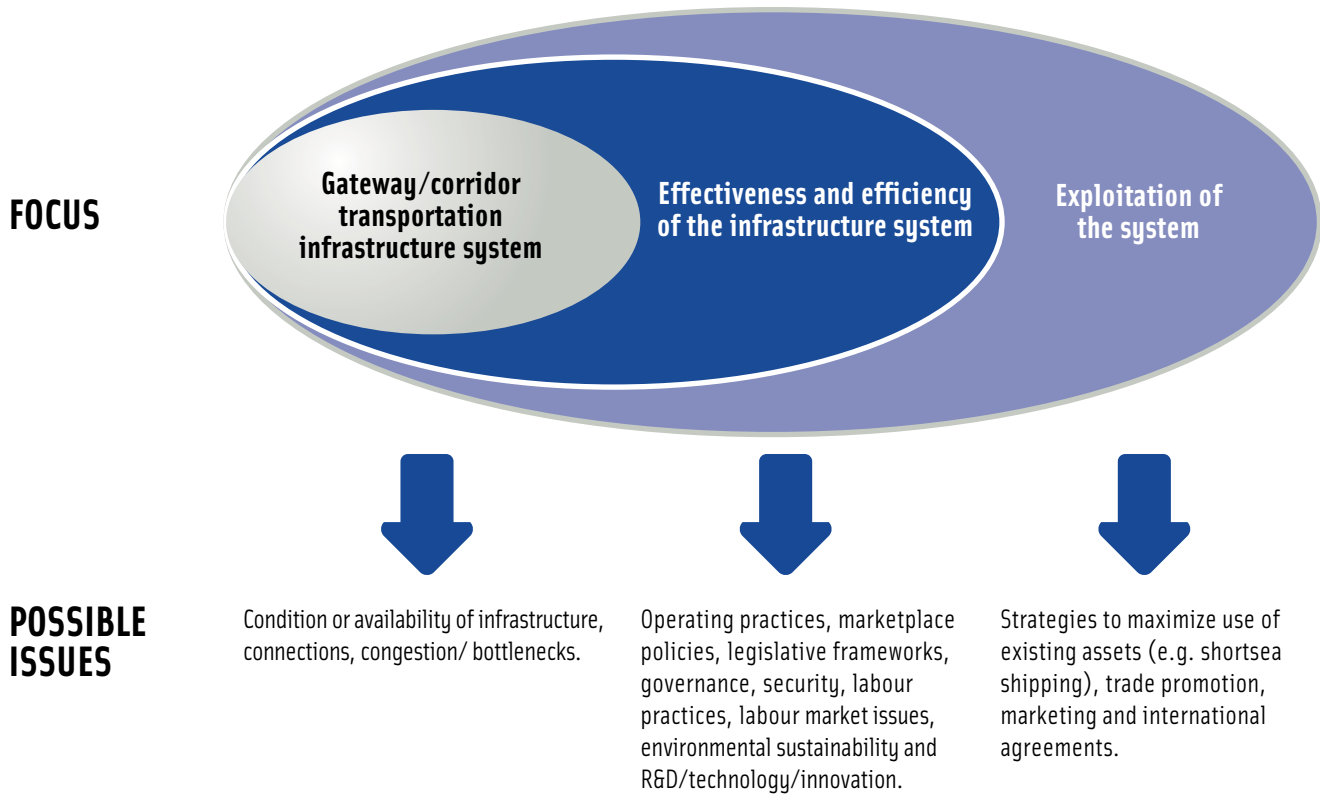 FOCUS
Gateway/corridor
transportation
infrastructure system
Effectiveness and efficiency
of the infrastructure system
Exploitation of
the system
POSSIBLE
ISSUES
Condition or availability of infrastructure,
connections, congestion/ bottlenecks.
Operating practices, marketplace
policies, legislative frameworks,
governance, security, labour
practices, labour market issues,
environmental sustainability and
R&D/technology/innovation.
Strategies to maximize use of
existing assets (e.g. shortsea
shipping), trade promotion,
marketing and international
agreements.